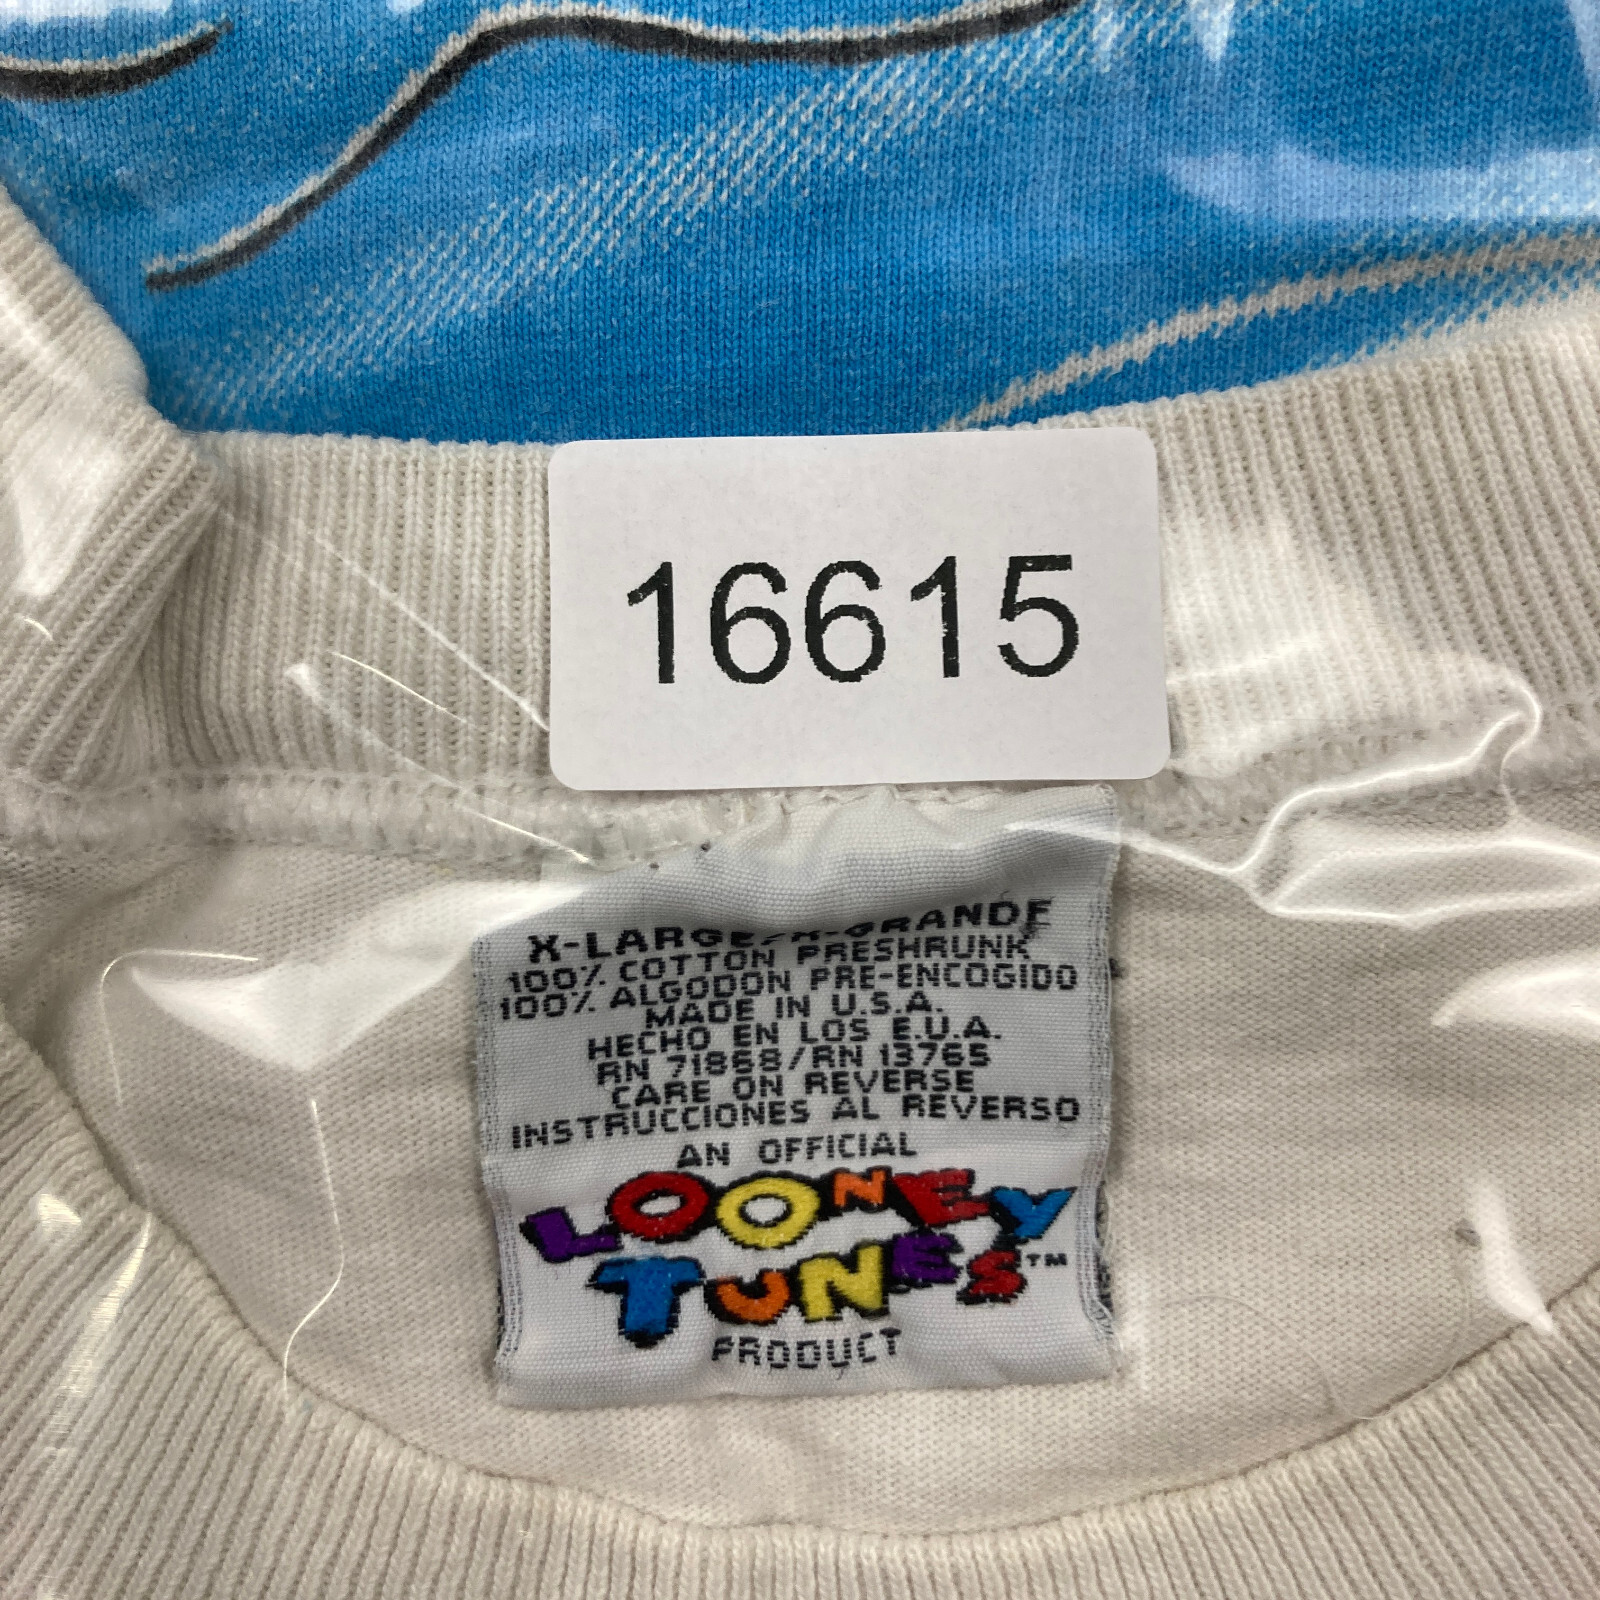 16615
X-LARGE/X-GRANDE
100% COTTON PRESHRUNK
100% ALGODON PRE-ENCOGIDO
MADE IN U.S.A.
HECHO EN LOS E.U.A.
RN 71868/RN 13765
CARE ON REVERSE
INSTRUCCIONES AL REVERSO
AN OFFICIAL
LOONEY
TUNES™
PRODUCT